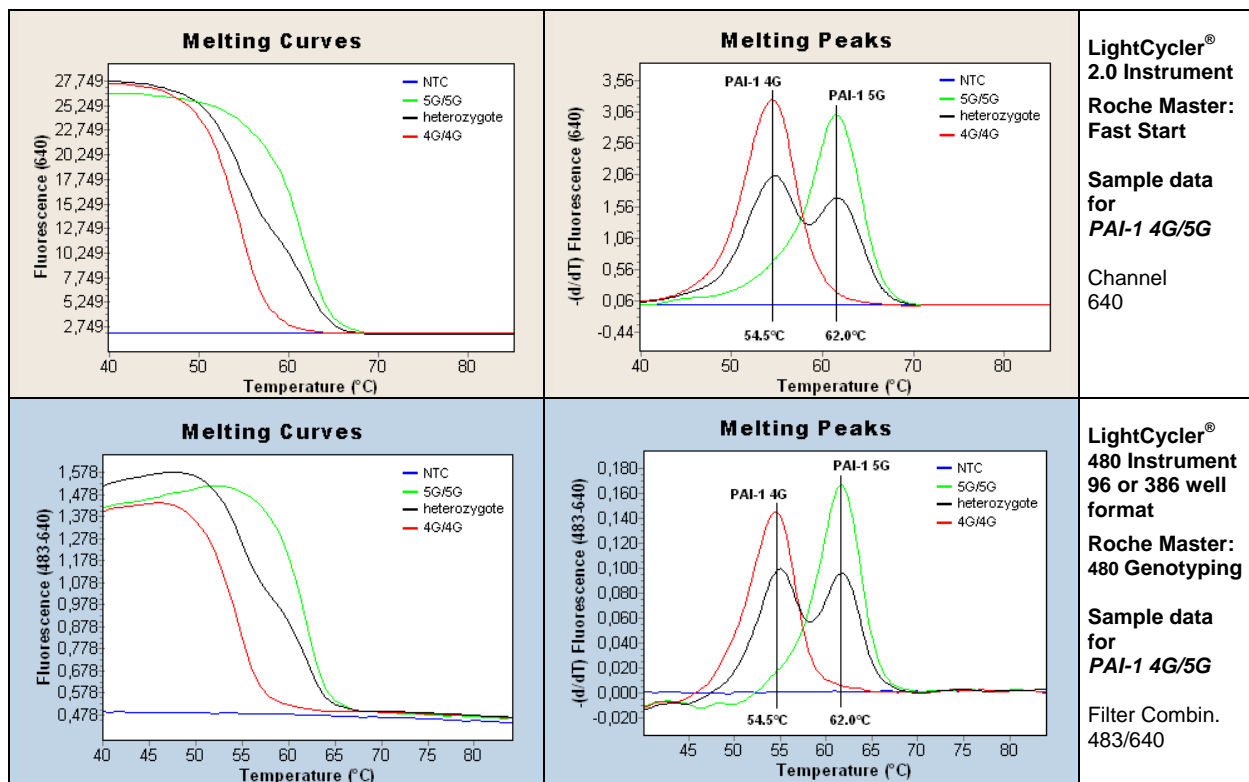 Melting Curves
27,749
25,249
22,749
20,249
17,749
15,249
12,749
10,249
7,749
5,249
2,749
Fluorescence (640)
NTC
5G/5G
heterozygote
4G/4G
40 50 60 70 80
Temperature (°C)
Melting Peaks
3,56
3,06
2,56
2,06
1,56
1,06
0,56
0,06
-0,44
-(d/dT) Fluorescence (640)
PAI-1 4G
PAI-1 5G
NTC
5G/5G
heterozygote
4G/4G
54.5°C 62.0°C
40 50 60 70 80
Temperature (°C)
LightCycler®
2.0 Instrument
Roche Master:
Fast Start
Sample data
for
PAI-1 4G/5G
Channel
640
Melting Curves
1,578
1,478
1,378
1,278
1,178
1,078
0,978
0,878
0,778
0,678
0,578
0,478
Fluorescence (483-640)
NTC
5G/5G
heterozygote
4G/4G
40 45 50 55 60 65 70 75 80
Temperature (°C)
Melting Peaks
0,180
0,160
0,140
0,120
0,100
0,080
0,060
0,040
0,020
0,000
-0,020
-(d/dT) Fluorescence (483-640)
PAI-1 4G
PAI-1 5G
NTC
5G/5G
heterozygote
4G/4G
54.5°C 62.0°C
45 50 55 60 65 70 75 80
Temperature (°C)
LightCycler®
480 Instrument
96 or 386 well
format
Roche Master:
480 Genotyping
Sample data
for
PAI-1 4G/5G
Filter Combin.
483/640